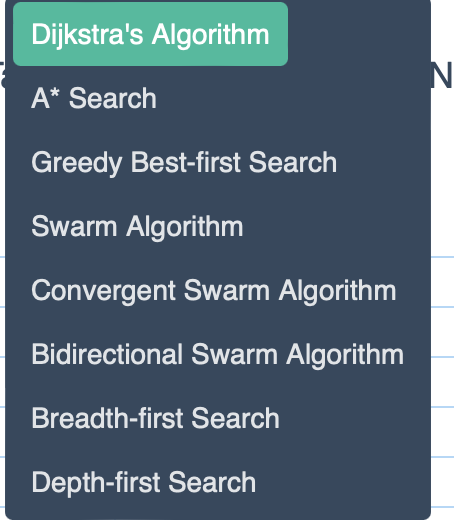 Dijkstra's Algorithm
A* Search
Greedy Best-first Search
Swarm Algorithm
Convergent Swarm Algorithm
Bidirectional Swarm Algorithm
Breadth-first Search
Depth-first Search